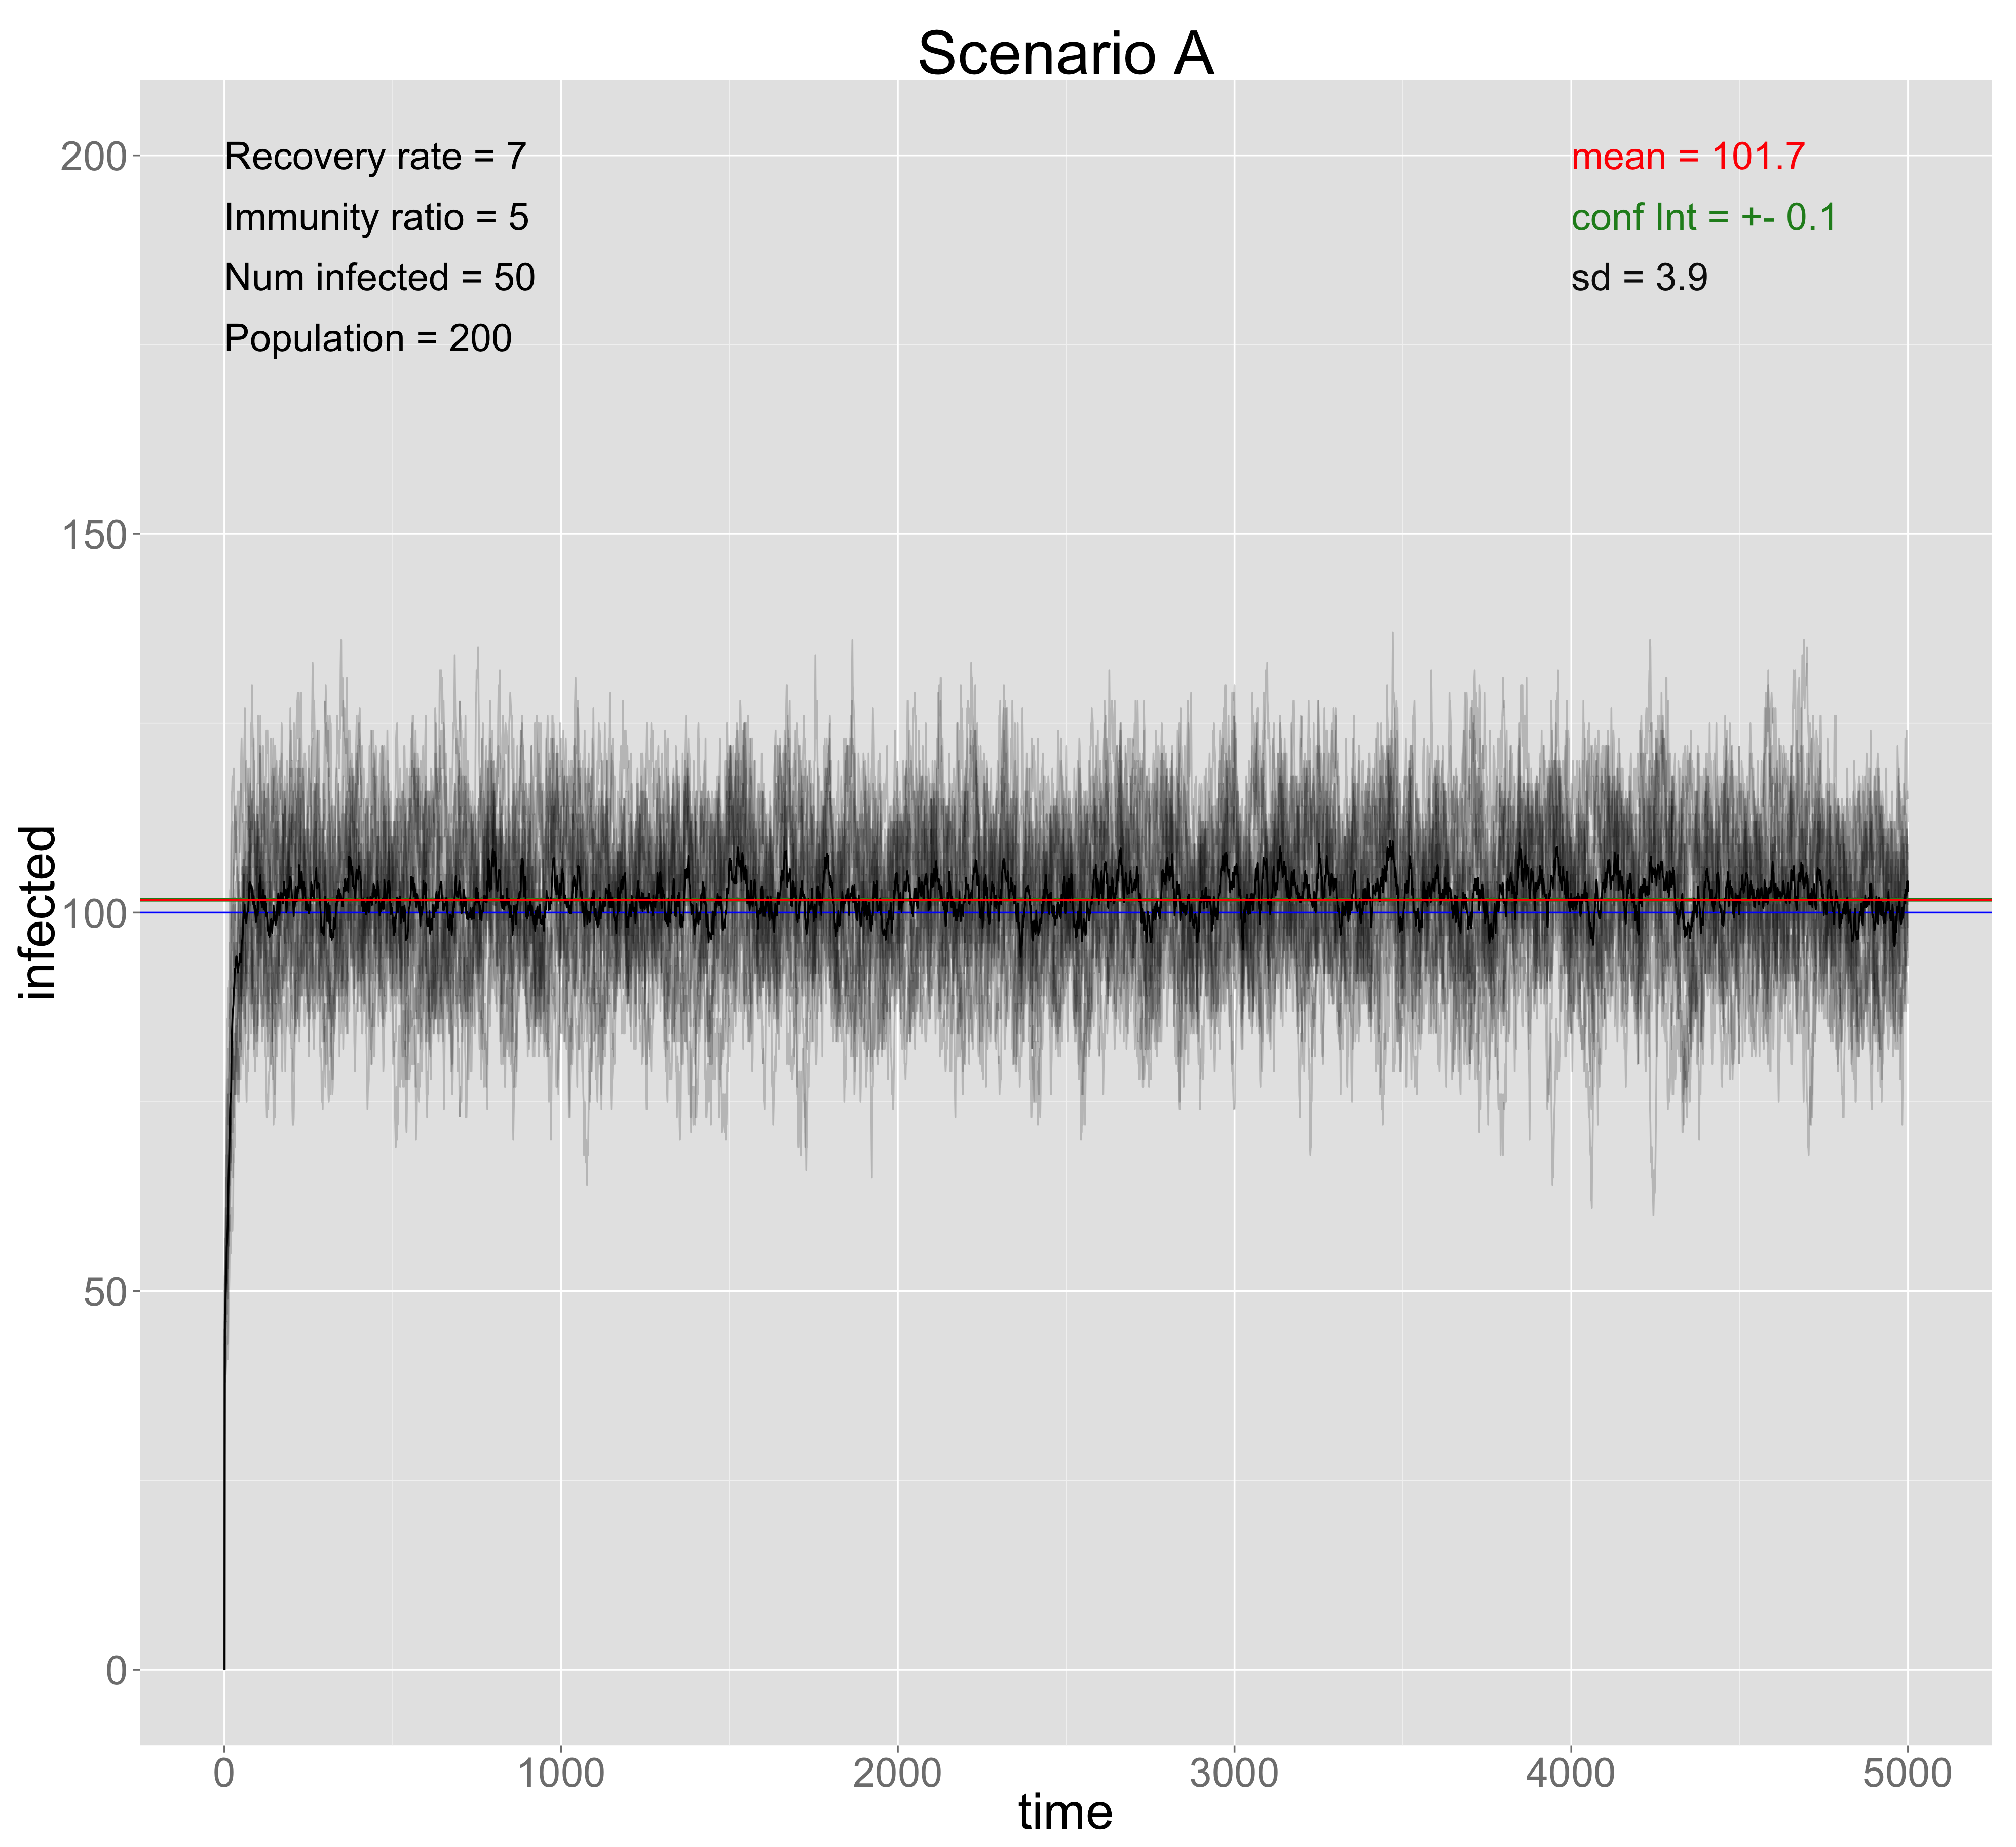 Scenario A
Recovery rate = 7
Immunity ratio = 5
Num infected = 50
Population = 200
mean = 101.7
conf Int = +- 0.1
sd = 3.9
infected
200
150
100
50
0
0 1000 2000 3000 4000 5000
time